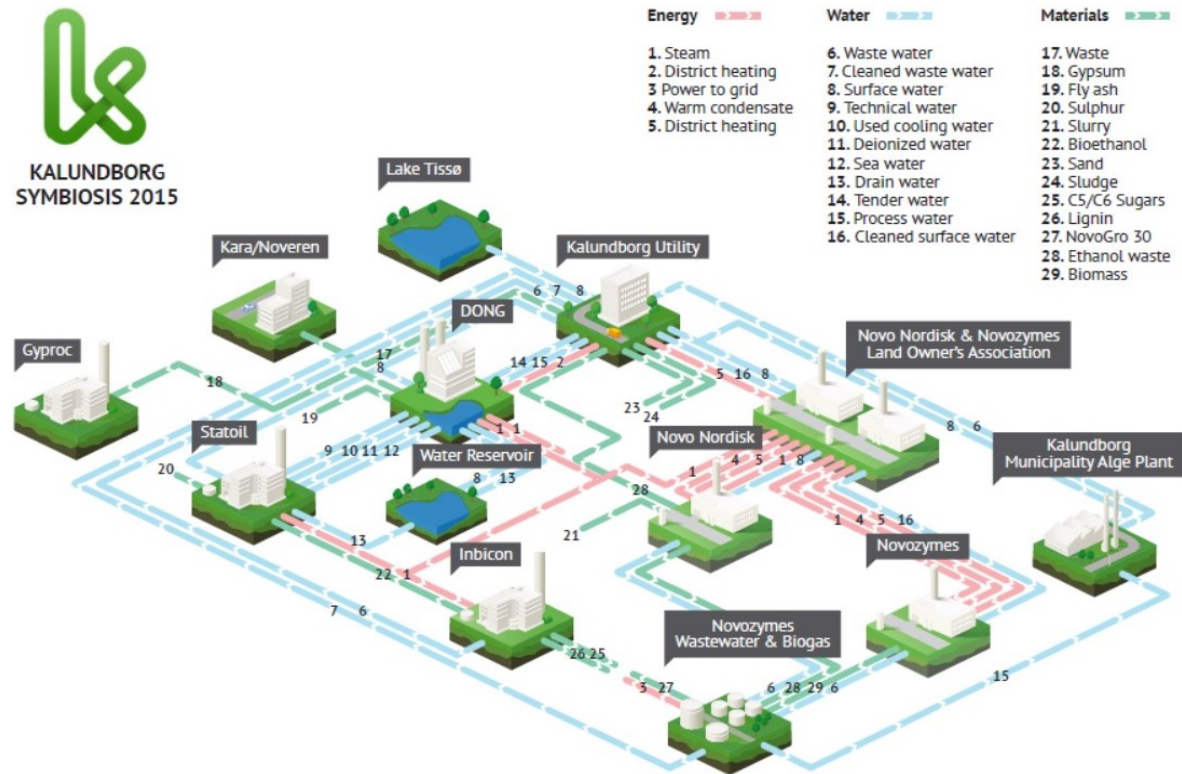 KALUNDBORG
SYMBIOSIS 2015
Energy
1. Steam
2. District heating
3 Power to grid
4. Warm condensate
5. District heating
Water
6. Waste water
7. Cleaned waste water
8. Surface water
9. Technical water
10. Used cooling water
11. Deionized water
12. Sea water
13. Drain water
14. Tender water
15. Process water
16. Cleaned surface water
Materials
17. Waste
18. Gypsum
19. Fly ash
20. Sulphur
21. Slurry
22. Bioethanol
23. Sand
24. Sludge
25. C5/C6 Sugars
26. Lignin
27. NovoGro 30
28. Ethanol waste
29. Biomass
Lake Tissø
Kara/Noveren
Kalundborg Utility
6 7 8
DONG
Novo Nordisk & Novozymes
Land Owner's Association
Gyproc
17
8
14 15 2
5 16 8
18
19
23
24
8 6
Statoil
1 1
Novo Nordisk
Kalundborg
Municipality Alge Plant
9 10 11 12
Water Reservoir
1 4 5 1 8
20
8 13
28
21
1 4 5 16
13
Inbicon
Novozymes
22 1
7 6
Novozymes
Wastewater & Biogas
26 25
3 27
6 28 29 6
15